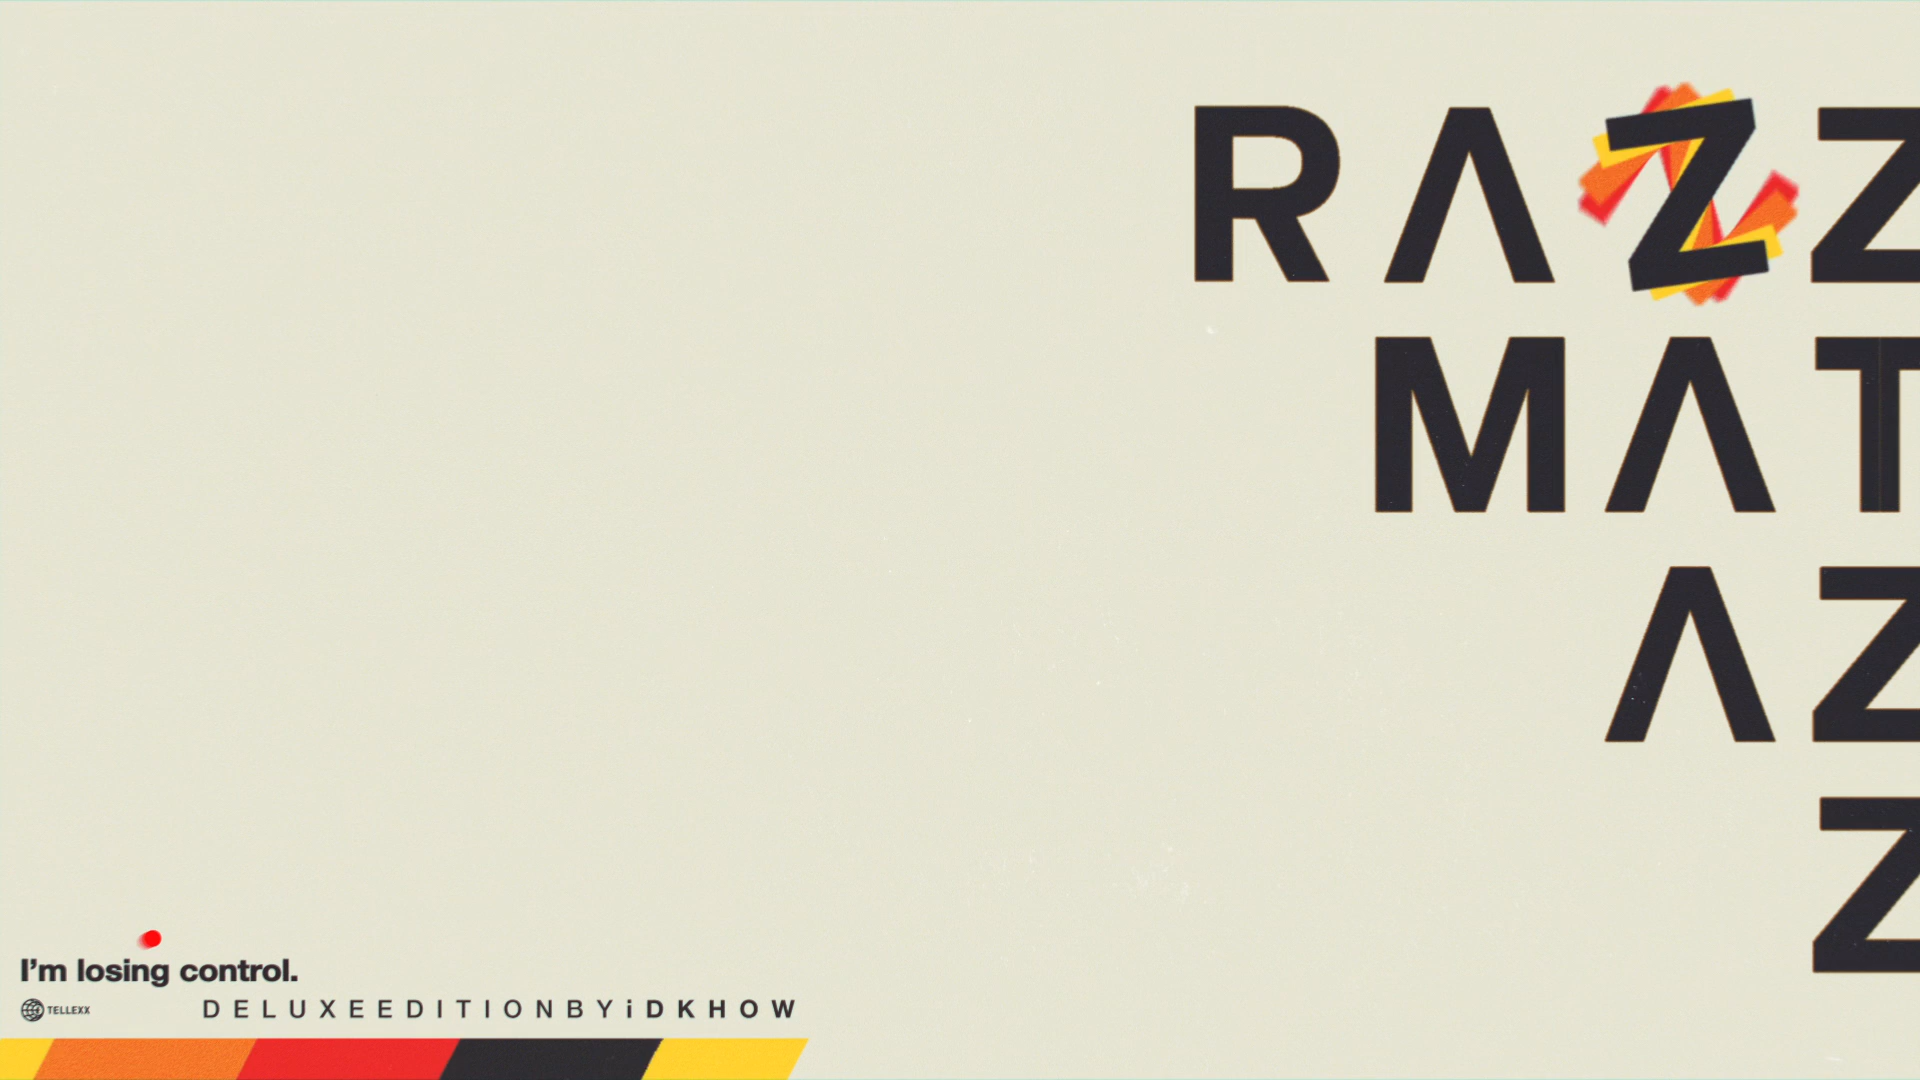 RΛZZ
MΛT
ΛZ
Z
I'm losing control.
TELLEXX
DELUXEEDITIONBYiDKHOW